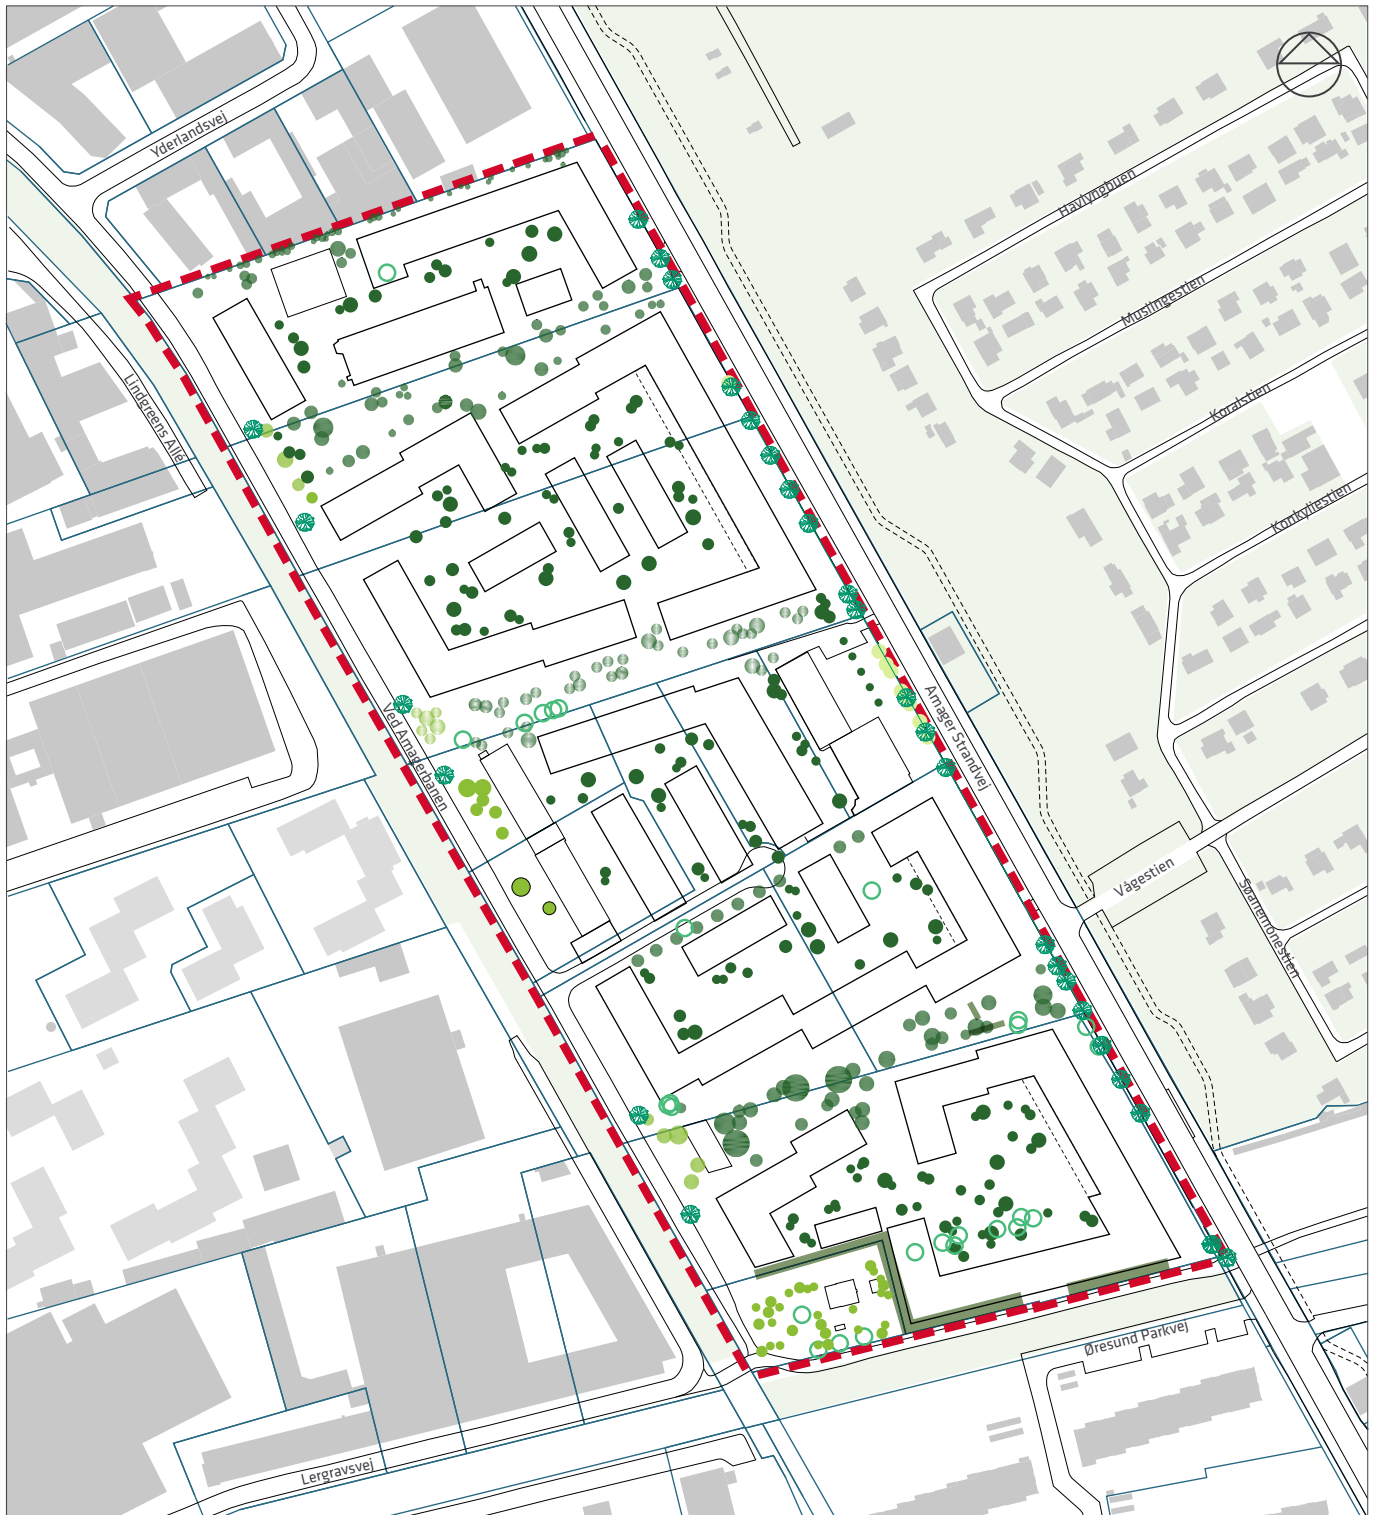 Yderlandsvej
Havlyngbuen
Muslingestien
Lindgreens Allé
Koralstien
Konkyliestien
Ved Amagerbanen
Amager Strandvej
Vågestien
Søanemonestien
Øresund Parkvej
Lergravsvej